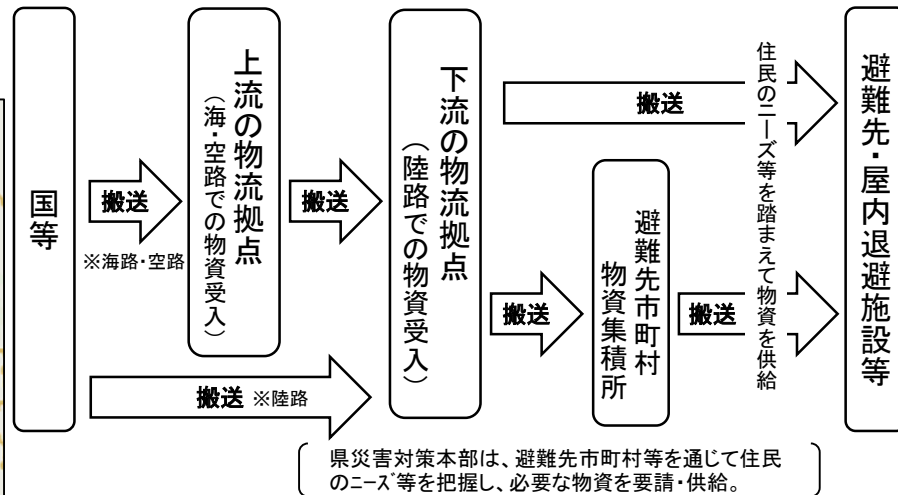 国等
搬送
※海路・空路
上流の物流拠点
(海・空路での物資受入)
搬送
搬送 ※陸路
下流の物流拠点
(陸路での物資受入)
搬送
搬送
避難先市町村
物資集積所
搬送
住民のニーズ等を踏まえて物資を供給
避難先・屋内退避施設等
県災害対策本部は、避難先市町村等を通じて住民
のニーズ等を把握し、必要な物資を要請・供給。